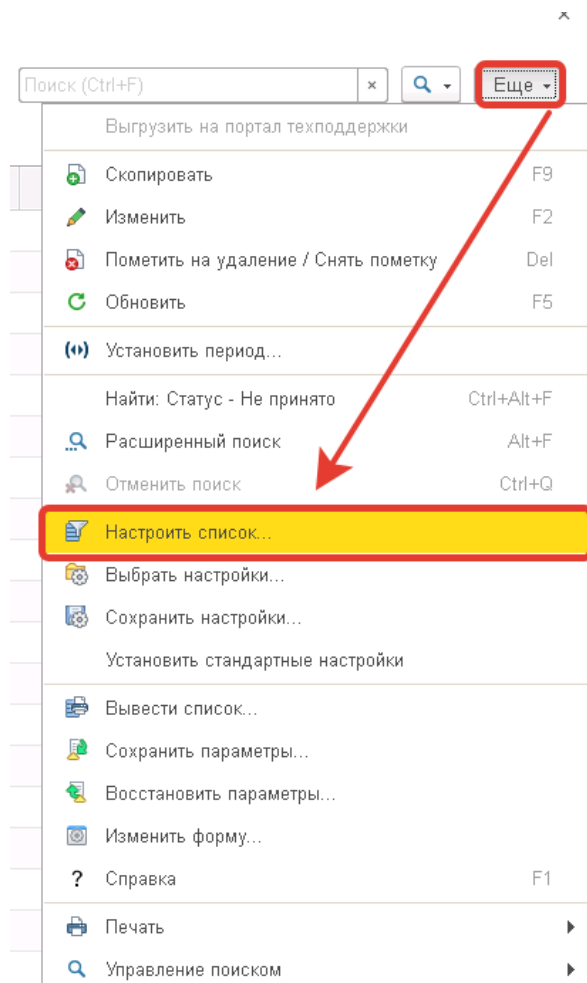 Поиск (Ctrl+F) × Еще
Выгрузить на портал техподдержки
Скопировать F9
Изменить F2
Пометить на удаление / Снять пометку Del
Обновить F5
Установить период...
Найти: Статус - Не принято Ctrl+Alt+F
Расширенный поиск Alt+F
Отменить поиск Ctrl+Q
Настроить список...
Выбрать настройки...
Сохранить настройки...
Установить стандартные настройки
Вывести список...
Сохранить параметры...
Восстановить параметры...
Изменить форму...
? Справка F1
Печать
Управление поиском